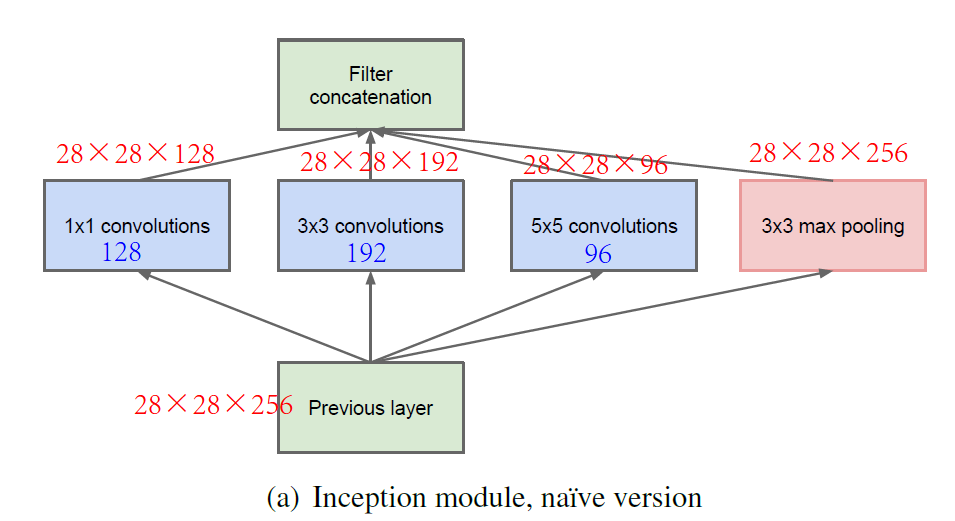 Filter
concatenation
28×28×128
28×28×192
28×28×96
28×28×256
1x1 convolutions
128
3x3 convolutions
192
5x5 convolutions
96
3x3 max pooling
28×28×256
Previous layer
(a) Inception module, naïve version